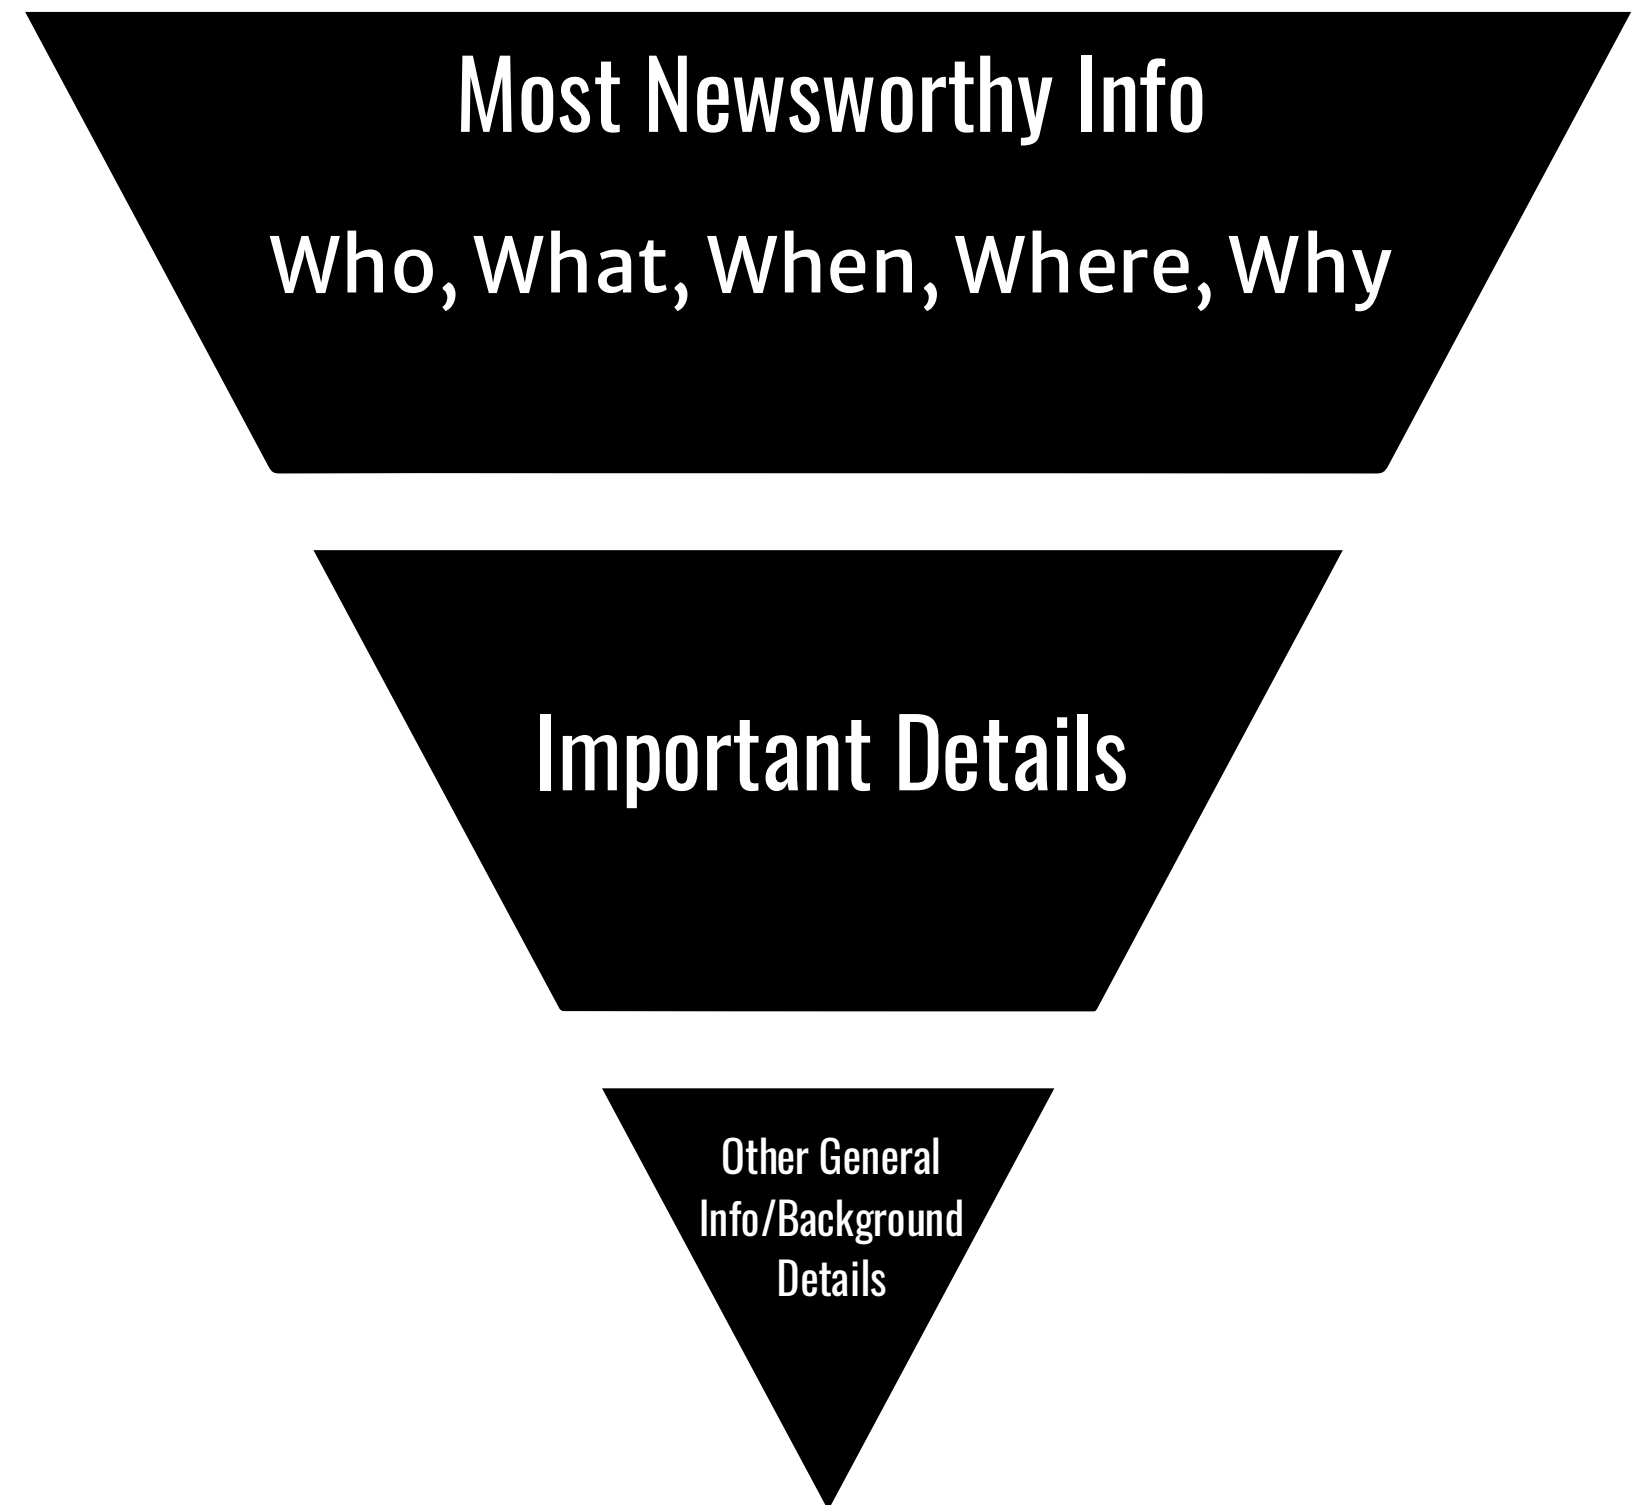 Most Newsworthy Info
Who, What, When, Where, Why
Important Details
Other General
Info/Background
Details